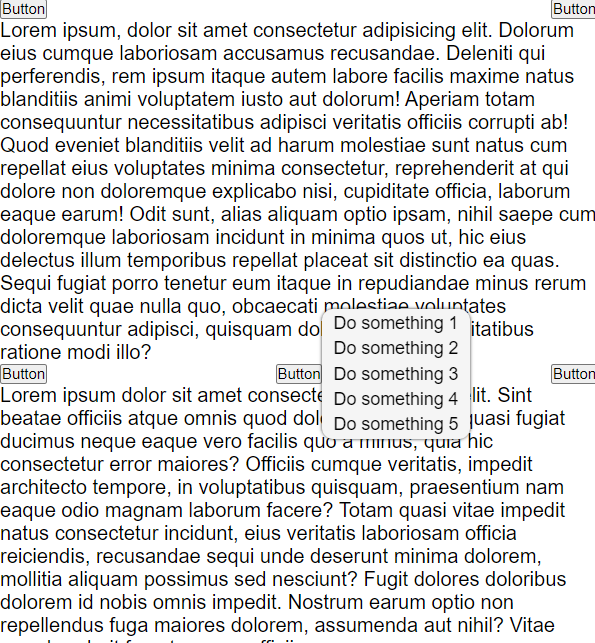 Button Button
Lorem ipsum, dolor sit amet consectetur adipisicing elit. Dolorum
eius cumque laboriosam accusamus recusandae. Deleniti qui
perferendis, rem ipsum itaque autem labore facilis maxime natus
blanditiis animi voluptatem iusto aut dolorum! Aperiam totam
consequuntur necessitatibus adipisci veritatis officiis corrupti ab!
Quod eveniet blanditiis velit ad harum molestiae sunt natus cum
repellat eius voluptates minima consectetur, reprehenderit at qui
dolore non doloremque explicabo nisi, cupiditate officia, laborum
eaque earum! Odit sunt, alias aliquam optio ipsam, nihil saepe cum
doloremque laboriosam incidunt in minima quos ut, hic eius
delectus illum temporibus repellat placeat sit distinctio ea quas.
Sequi fugiat porro tenetur eum itaque in repudiandae minus rerum
dicta velit quae nulla quo, obcaecati molestiae voluptates
consequuntur adipisci, quisquam do itatibus
ratione modi illo?
Do something 1
Do something 2
Do something 3
Do something 4
Do something 5
Button Button Button
Lorem ipsum dolor sit amet consecte elit. Sint
beatae officiis atque omnis quod dol quasi fugiat
ducimus neque eaque vero facilis quo a minus, quia hic
consectetur error maiores? Officiis cumque veritatis, impedit
architecto tempore, in voluptatibus quisquam, praesentium nam
eaque odio magnam laborum facere? Totam quasi vitae impedit
natus consectetur incidunt, eius veritatis laboriosam officia
reiciendis, recusandae sequi unde deserunt minima dolorem,
mollitia aliquam possimus sed nesciunt? Fugit dolores doloribus
dolorem id nobis omnis impedit. Nostrum earum optio non
repellendus fuga maiores dolorem, assumenda aut nihil? Vitae